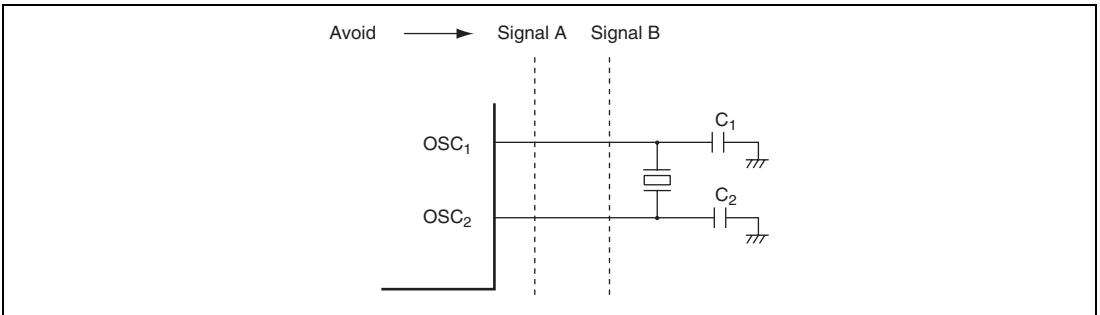 Avoid Signal A Signal B
C₁
OSC₁
C₂
OSC₂